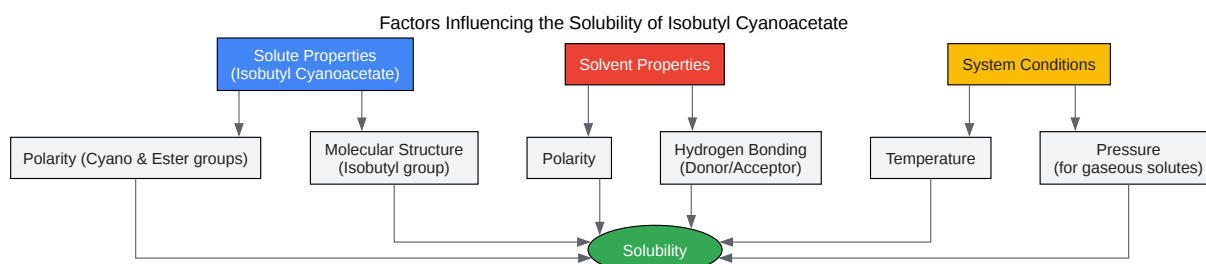 Factors Influencing the Solubility of Isobutyl Cyanoacetate
Solute Properties
(Isobutyl Cyanoacetate)
Solvent Properties
System Conditions
Polarity (Cyano & Ester groups)
Molecular Structure
(Isobutyl group)
Polarity
Hydrogen Bonding
(Donor/Acceptor)
Temperature
Pressure
(for gaseous solutes)
Solubility